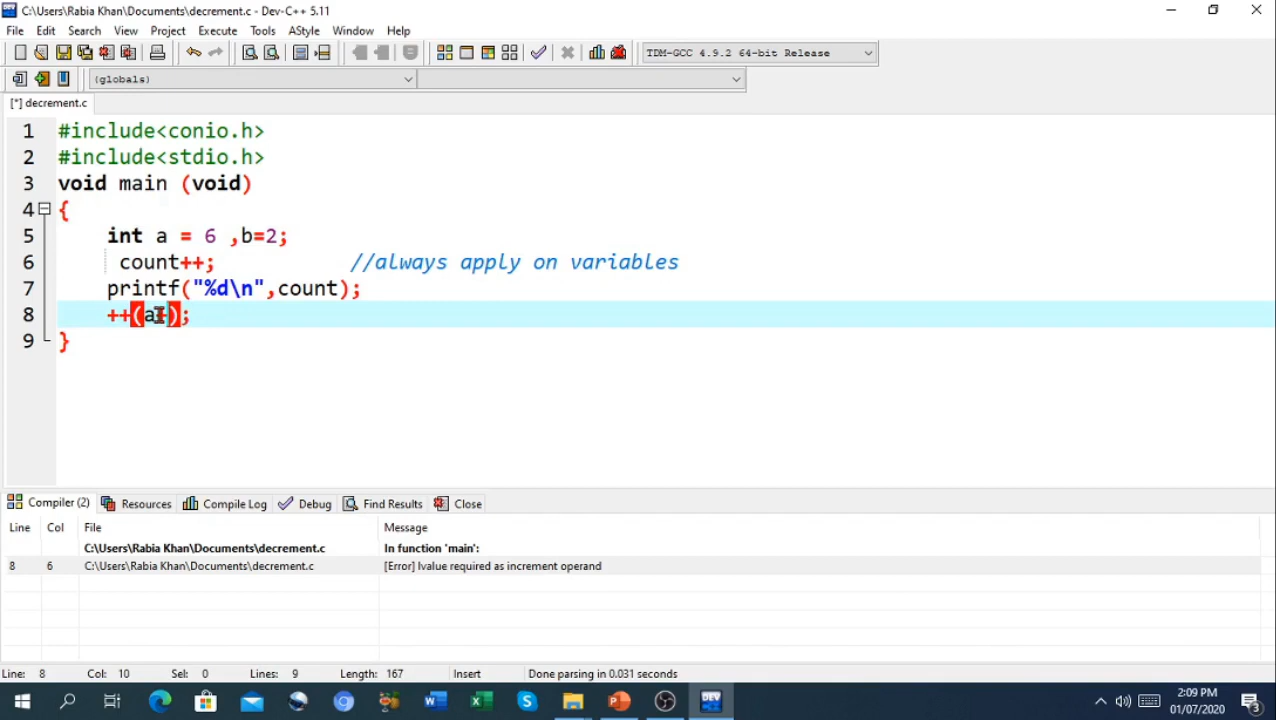 C:\Users\Rabia Khan\Documents\decrement.c - Dev-C++ 5.11
File Edit Search View Project Execute Tools AStyle Window Help
TDM-GCC 4.9.2 64-bit Release
(globals)
[*] decrement.c
1 #include<conio.h>
2 #include<stdio.h>
3 void main (void)
4 {
5 int a = 6 ,b=2;
6 count++; //always apply on variables
7 printf("%d\n",count);
8 ++(a+);
9 }
Compiler (2) Resources Compile Log Debug Find Results Close
Line Col File Message
C:\Users\Rabia Khan\Documents\decrement.c In function 'main':
8 6 C:\Users\Rabia Khan\Documents\decrement.c [Error] lvalue required as increment operand
Line: 8 Col: 10 Sel: 0 Lines: 9 Length: 167 Insert Done parsing in 0.031 seconds
DEV
2:09 PM
01/07/2020
3